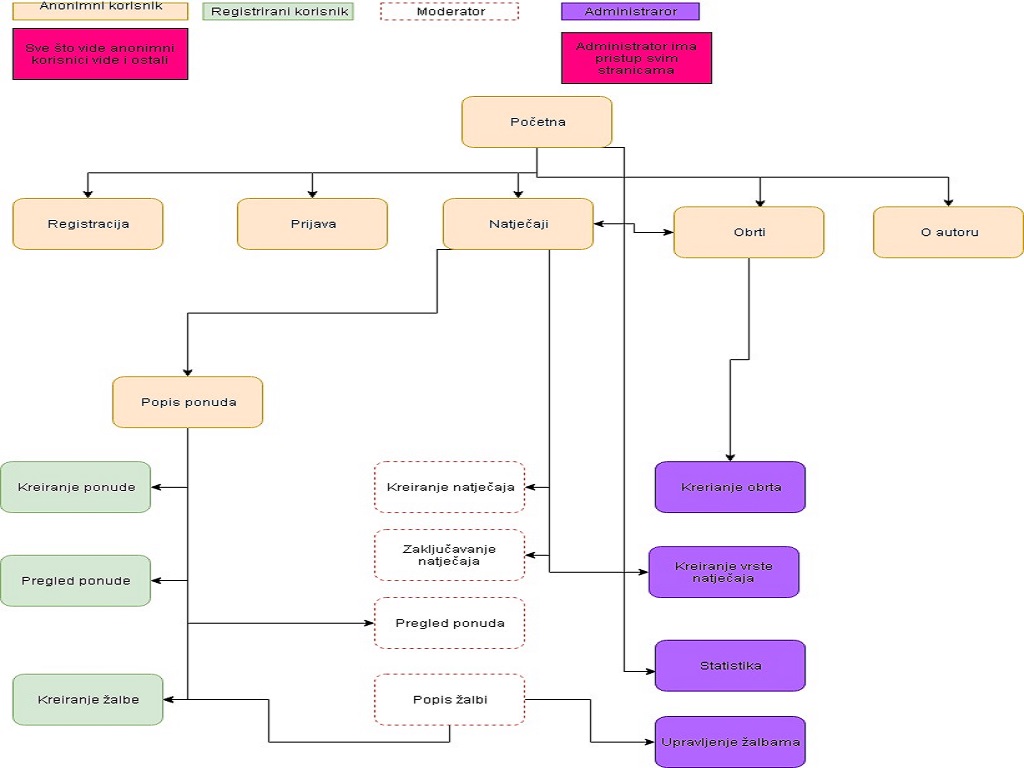 Anonimni korisnik
Registrirani korisnik
Moderator
Administraror
Sve što vide anonimni
korisnici vide i ostali
Administrator ima
pristup svim
stranicama
Početna
Registracija
Prijava
Natječaji
Obrti
O autoru
Popis ponuda
Kreiranje ponude
Kreiranje natječaja
Krerianje obrta
Zaključavanje
natječaja
Pregled ponude
Kreiranje vrste
natječaja
Pregled ponuda
Statistika
Kreiranje žalbe
Popis žalbi
Upravljenje žalbama